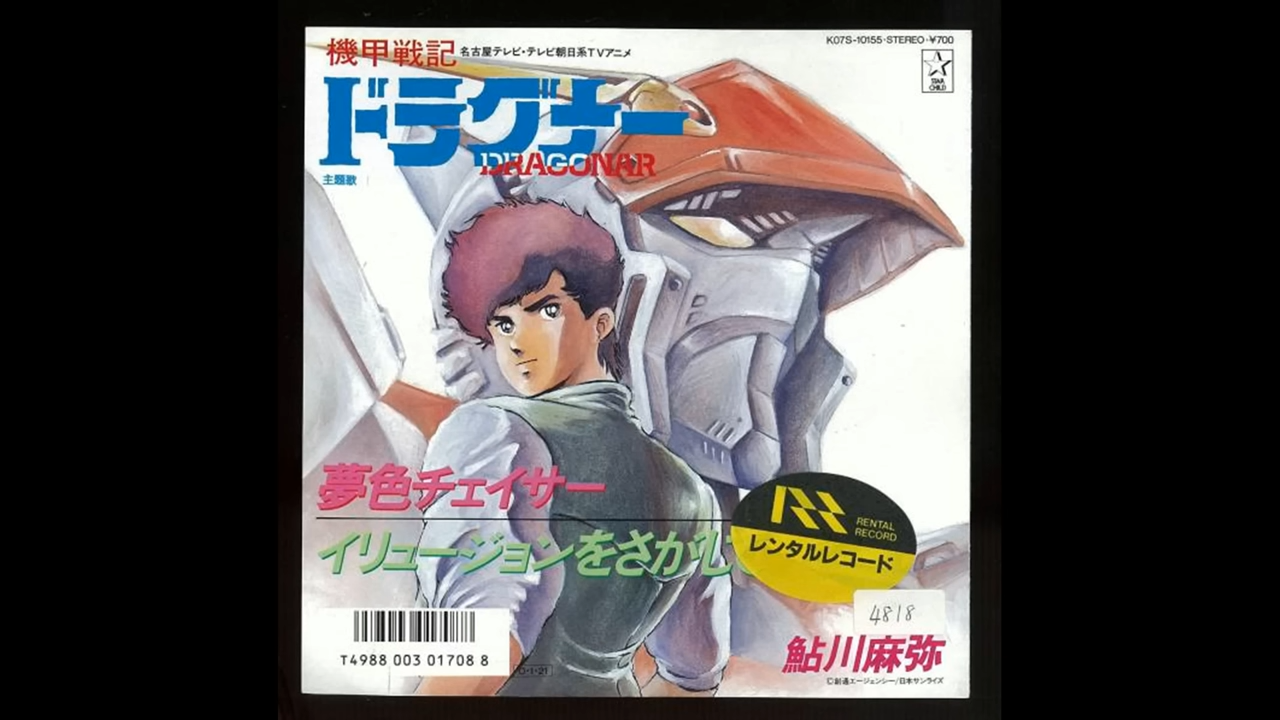 K07S-10155・STEREO・¥700
機甲戦記
名古屋テレビ・テレビ朝日系TVアニメ
ドラグナー
DRAGONAR
主題歌
STAR
CHILD
夢色チェイサー
イリュージョンをさがし
RENTAL
RECORD
レンタルレコード
4818
T4988 003 01708 8
鮎川麻弥
©創通エージェンシー/日本サンライズ